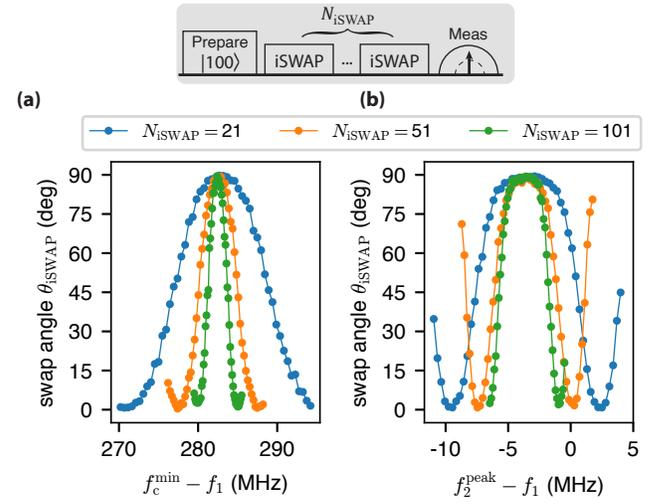 N_iSWAP
Prepare
|100⟩
iSWAP ... iSWAP
Meas
(a) (b)
N_iSWAP = 21 N_iSWAP = 51 N_iSWAP = 101
swap angle θ_iSWAP (deg)
90
75
60
45
30
15
0
270 280 290
f_c^min − f_1 (MHz)
swap angle θ_iSWAP (deg)
90
75
60
45
30
15
0
-10 -5 0 5
f_2^peak − f_1 (MHz)